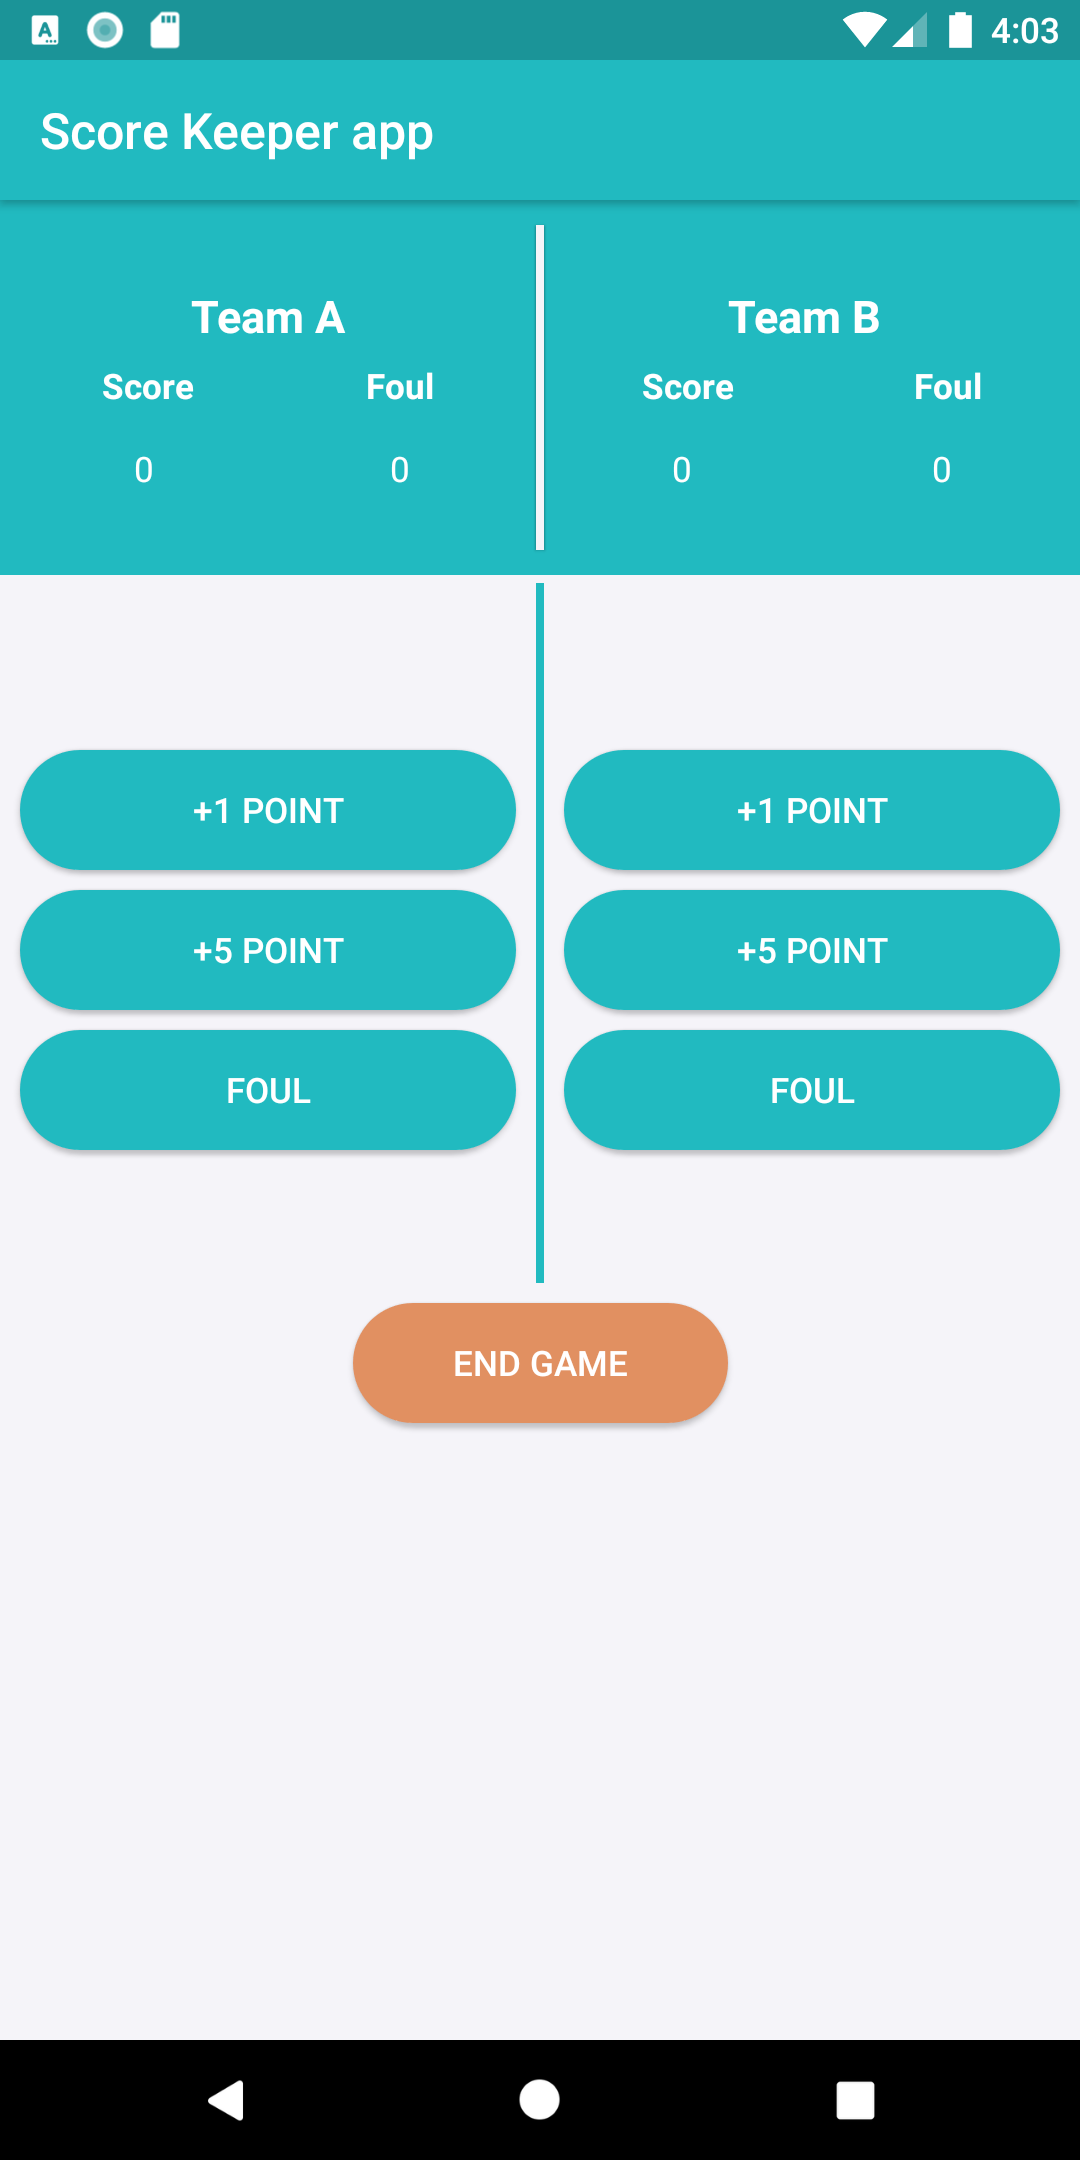 4:03
Score Keeper app
Team A
Team B
Score Foul
Score Foul
0 0
0 0
+1 POINT
+1 POINT
+5 POINT
+5 POINT
FOUL
FOUL
END GAME